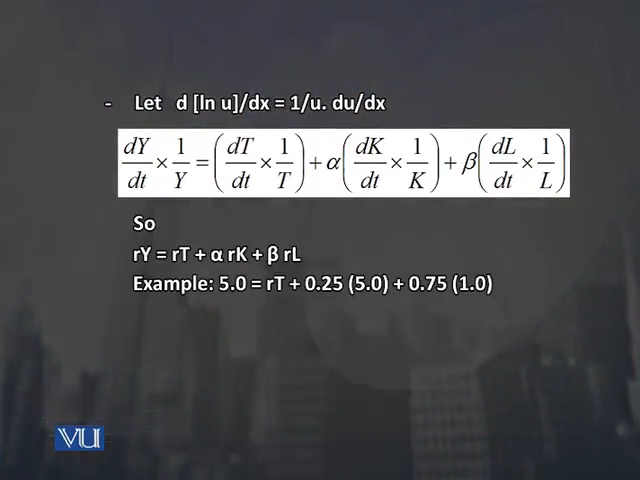 - Let d [ln u]/dx = 1/u. du/dx
dY/dt × 1/Y = (dT/dt × 1/T) + α (dK/dt × 1/K) + β (dL/dt × 1/L)
So
rY = rT + α rK + β rL
Example: 5.0 = rT + 0.25 (5.0) + 0.75 (1.0)
VU